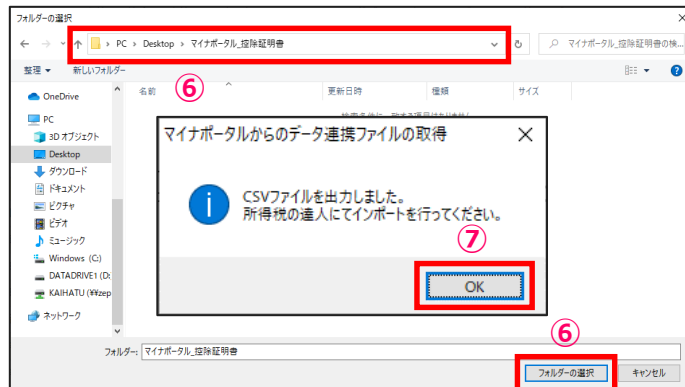 フォルダーの選択
PC › Desktop › マイナポータル_控除証明書
マイナポータル_控除証明書の検...
整理 新しいフォルダー
名前 更新日時 種類 サイズ
⑥
OneDrive
PC
3D オブジェクト
Desktop
ダウンロード
ドキュメント
ピクチャ
ビデオ
ミュージック
Windows (C:)
DATADRIVE1 (D:
KAIHATU (¥¥zep
ネットワーク
マイナポータルからのデータ連携ファイルの取得
CSVファイルを出力しました。
所得税の達人にてインポートを行ってください。
⑦
OK
⑥
フォルダー: マイナポータル_控除証明書
フォルダーの選択 キャンセル